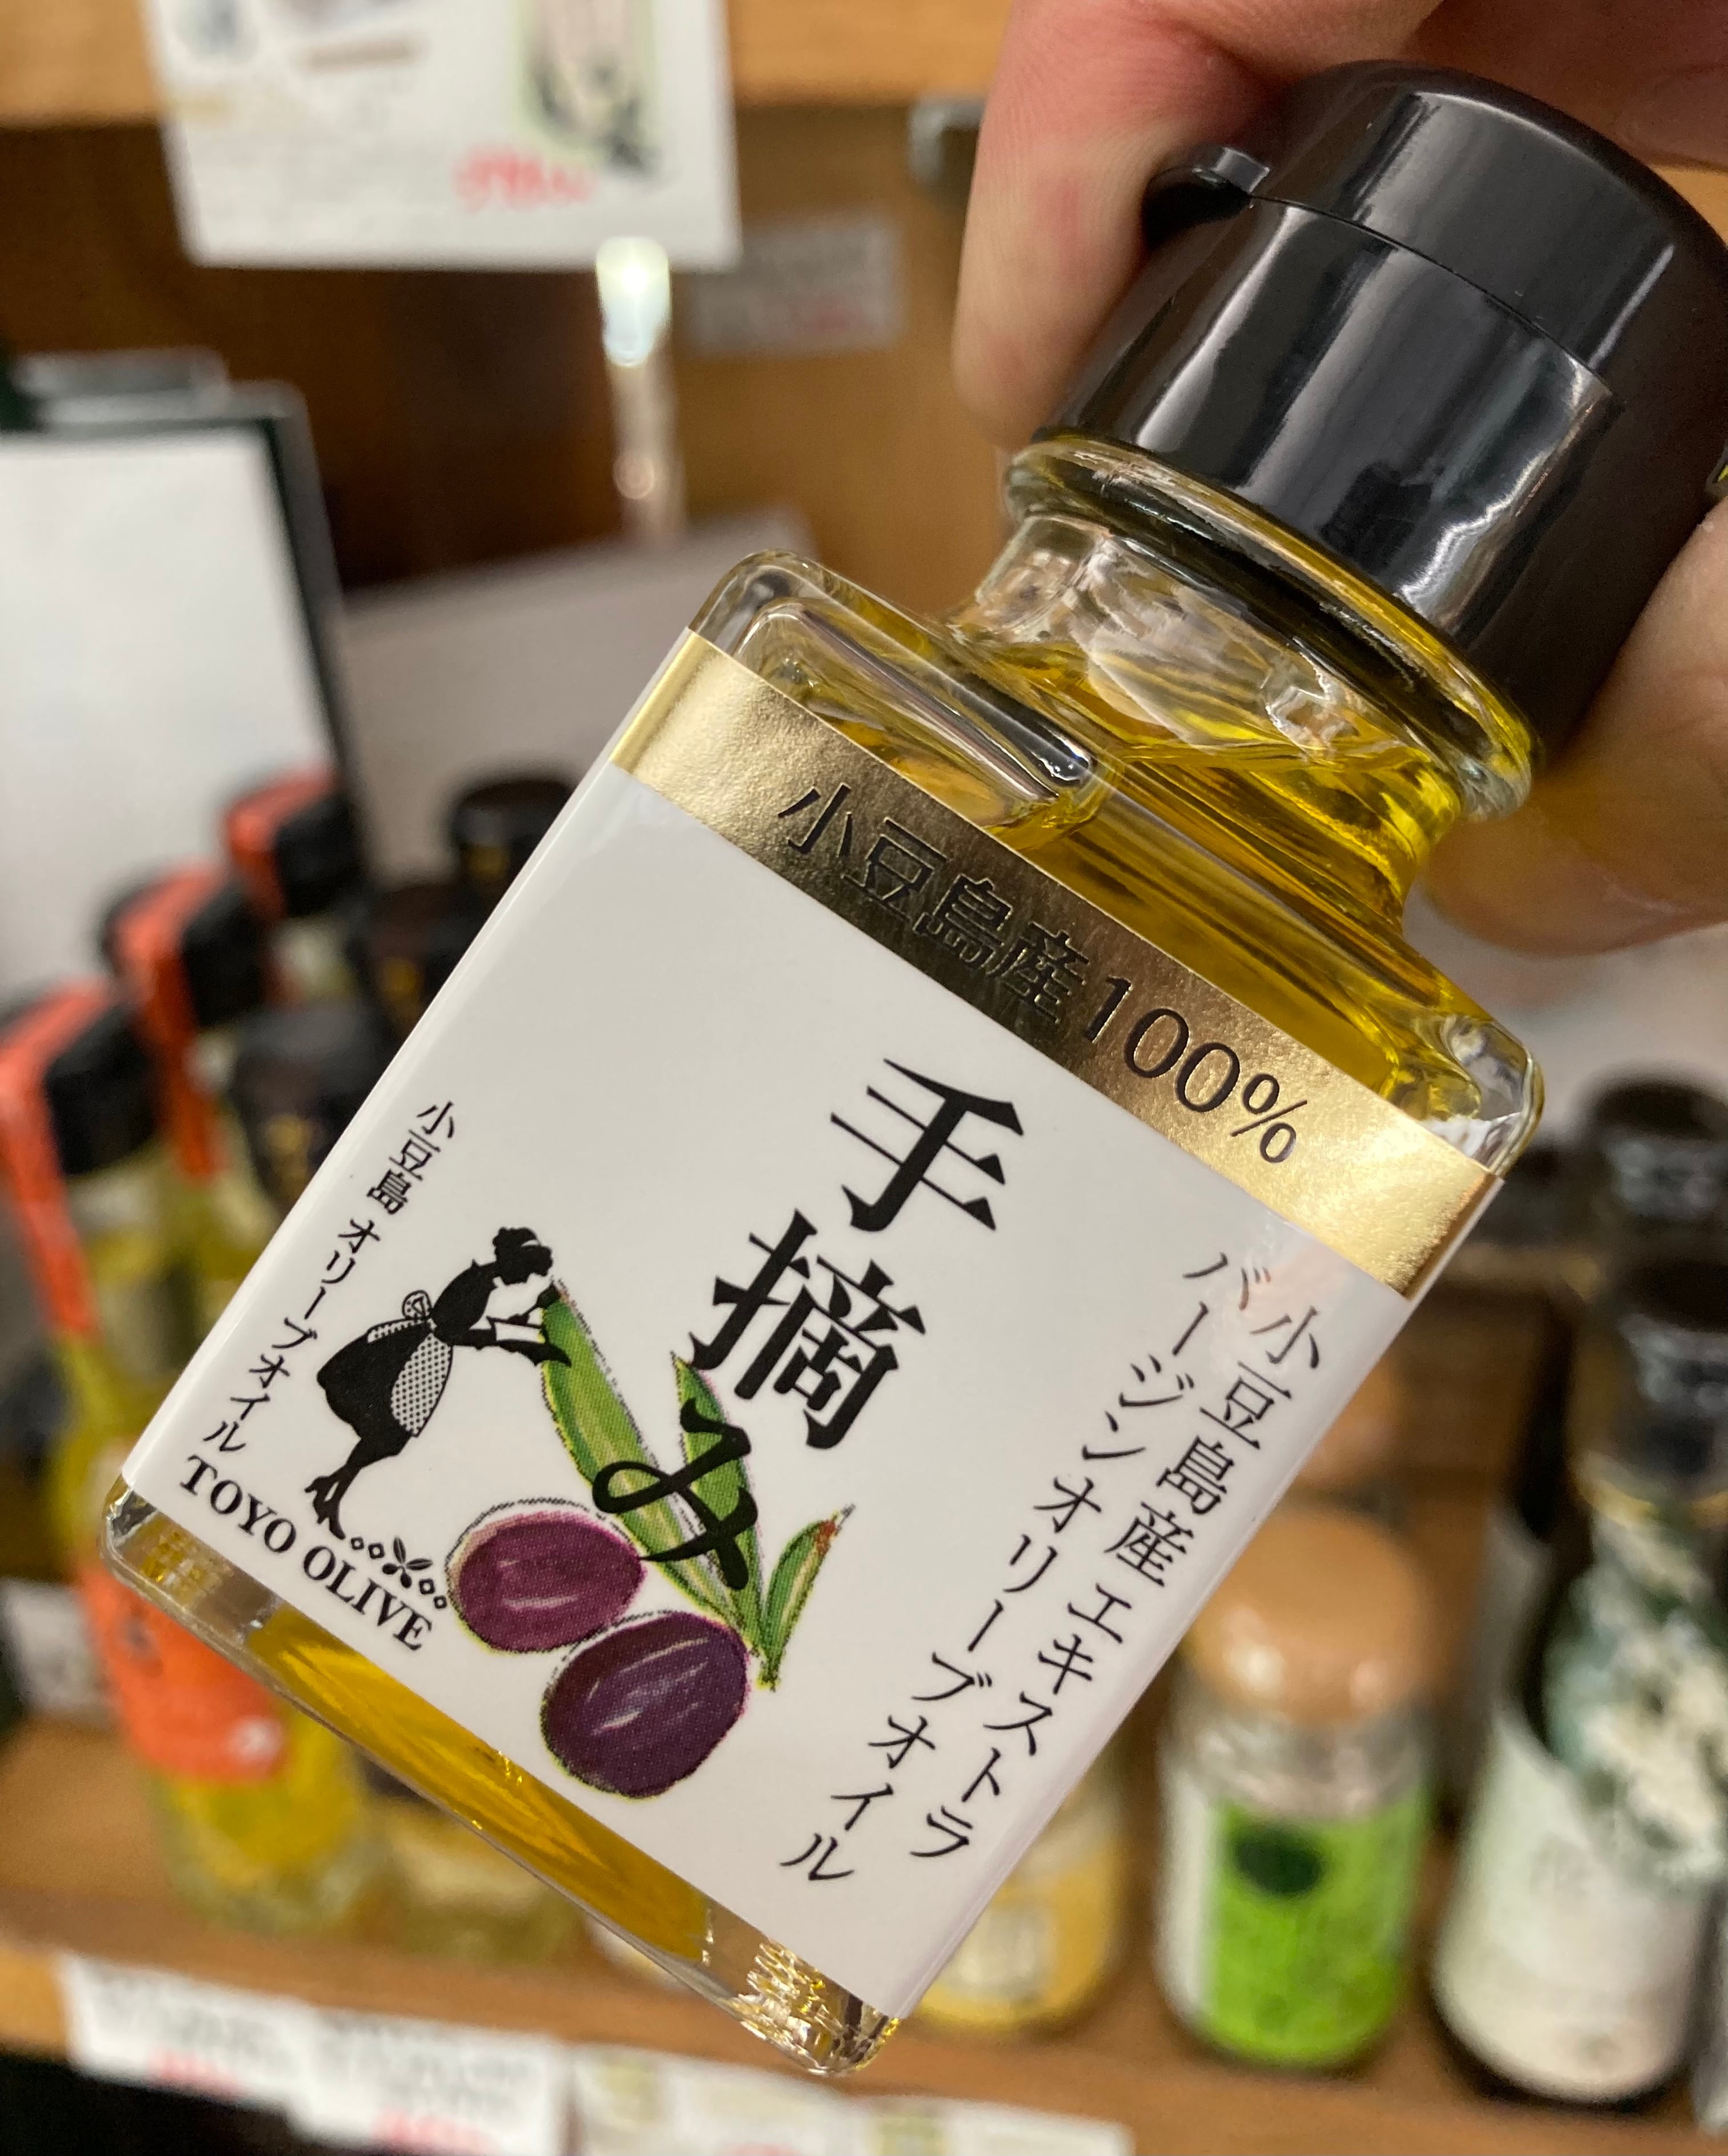 小豆島産100%
小豆島産エキストラ
バージンオリーブオイル
手摘み
小豆島 オリーブオイル
TOYO OLIVE